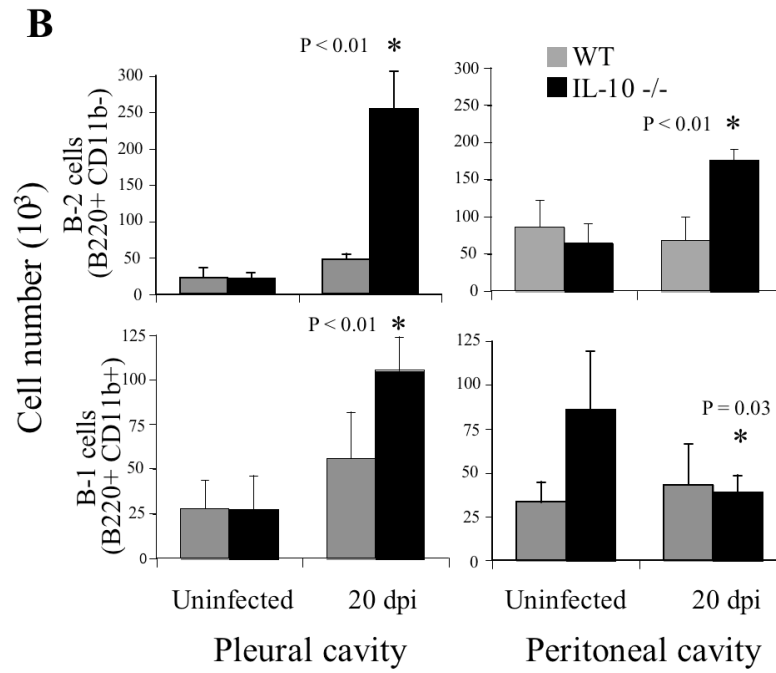 B
Cell number (10³)
B-2 cells
(B220+ CD11b-)
300
250
200
150
100
50
0
P < 0.01 *
WT
IL-10 -/-
300
250
200
150
100
50
0
P < 0.01 *
B-1 cells
(B220+ CD11b+)
125
100
75
50
25
0
P < 0.01 *
125
100
75
50
25
0
P = 0.03
*
Uninfected 20 dpi
Uninfected 20 dpi
Pleural cavity
Peritoneal cavity